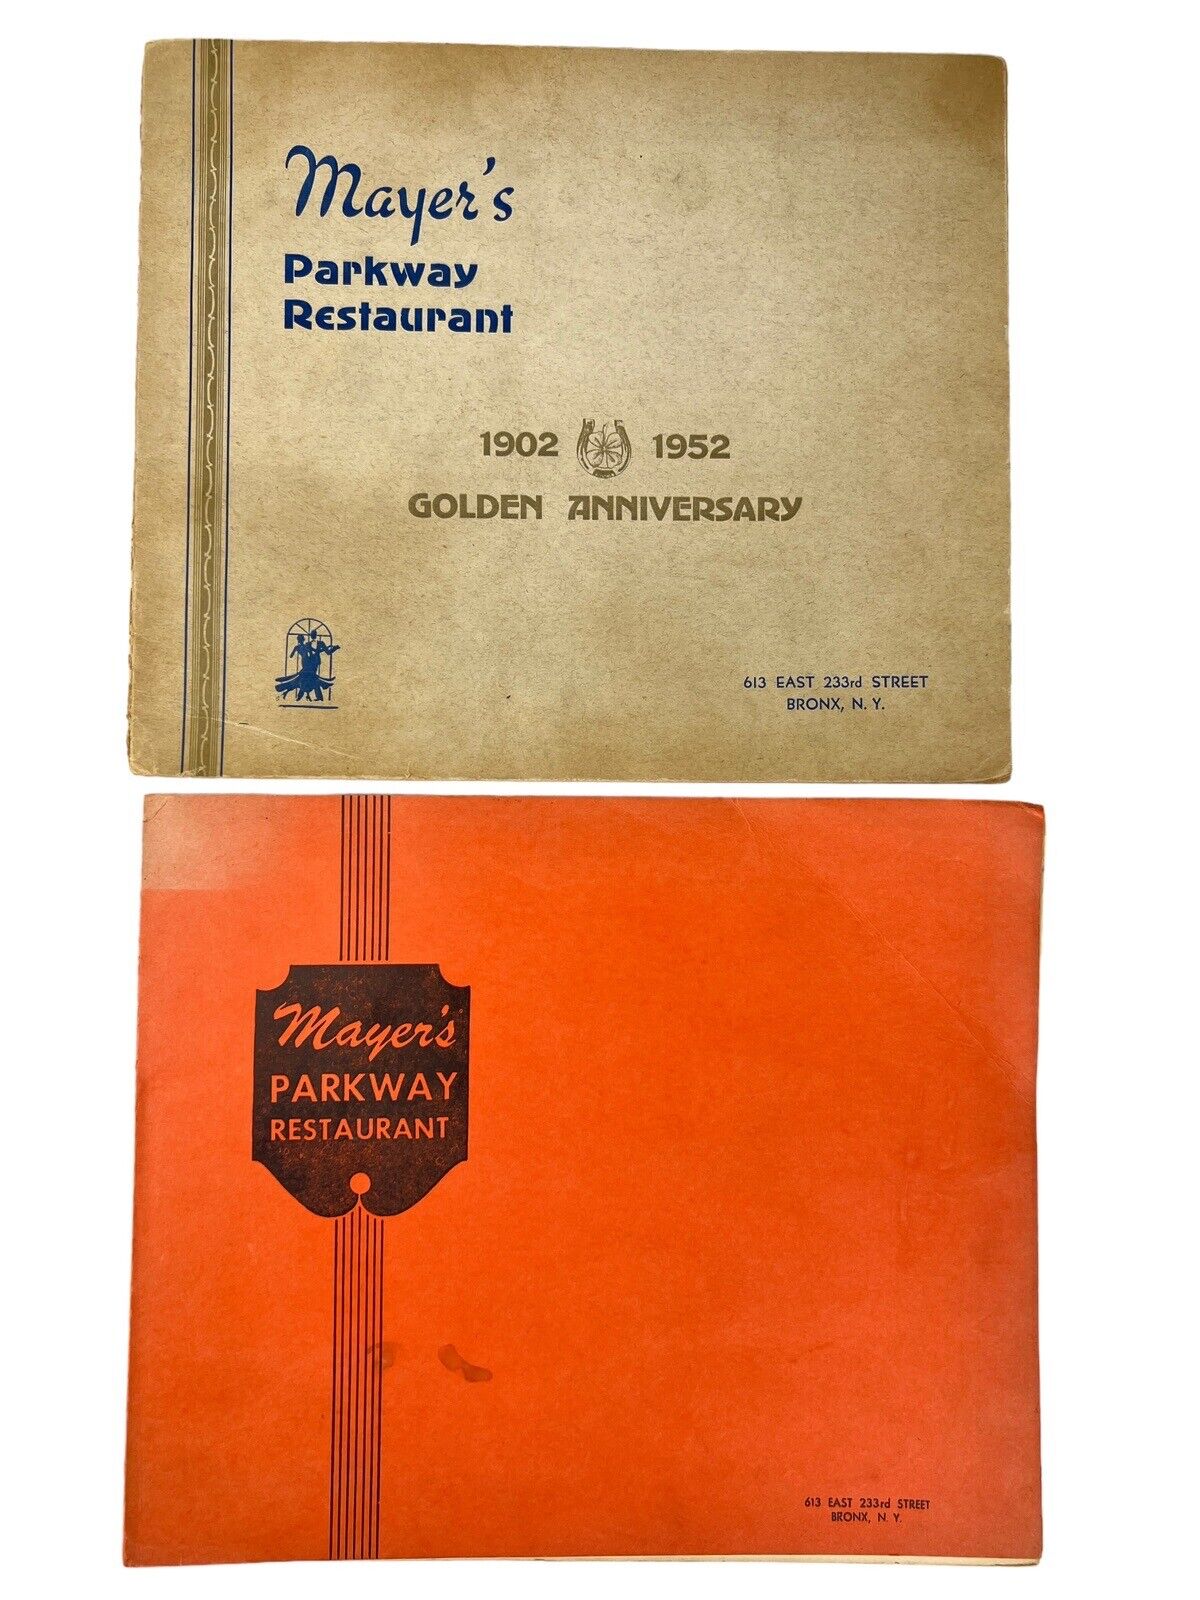 Mayer's
Parkway
Restaurant
1902 1952
GOLDEN ANNIVERSARY
613 EAST 233rd STREET
BRONX, N. Y.
Mayer's
PARKWAY
RESTAURANT
613 EAST 233rd STREET
BRONX, N. Y.